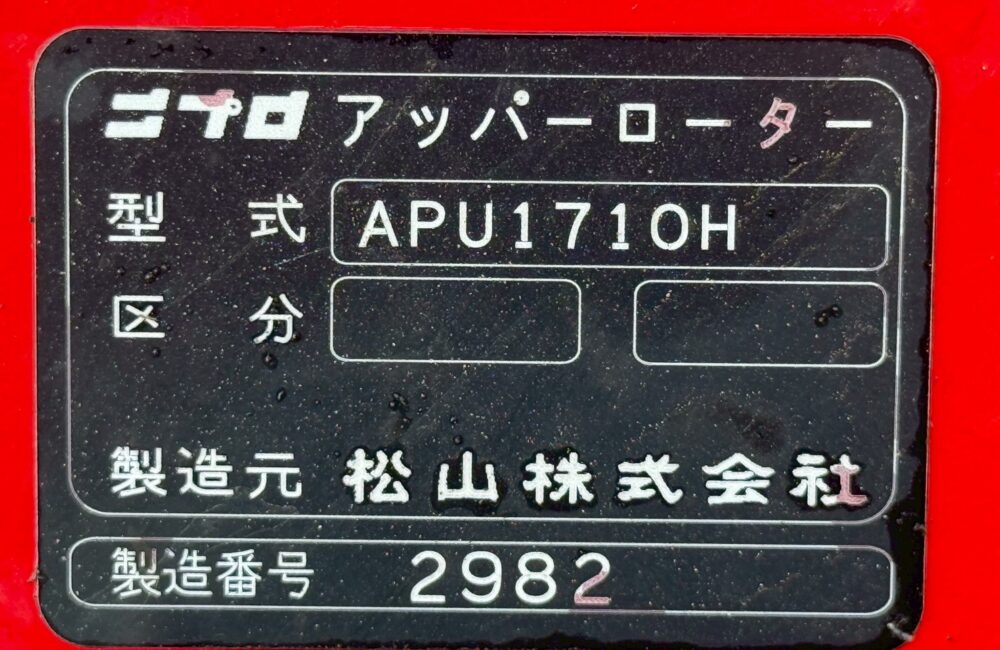 ニプロ アッパーローター
型式 APU1710H
区分
製造元 松山株式会社
製造番号 2982